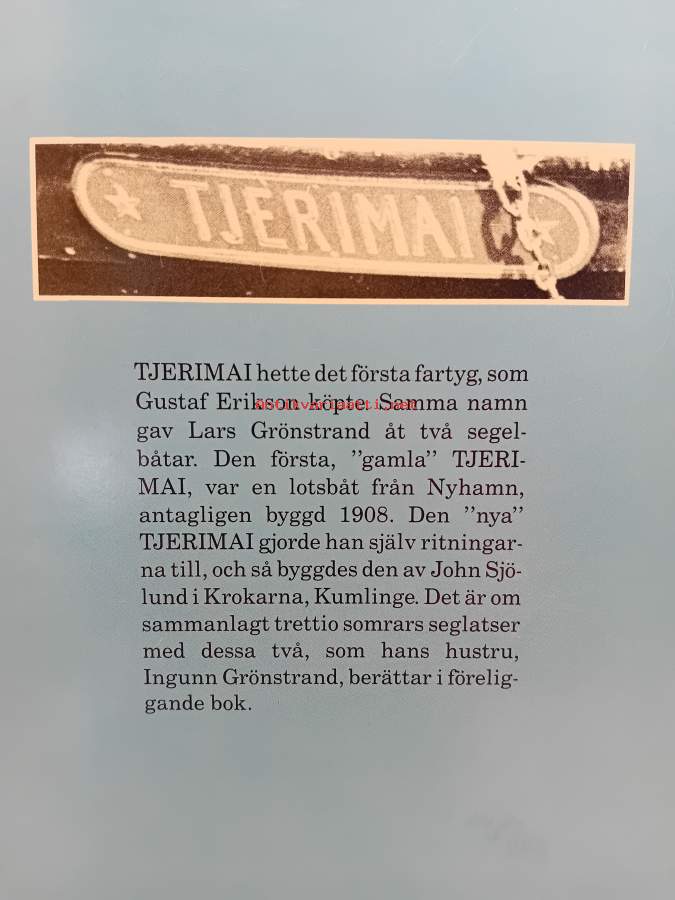 TJERIMAI
TJERIMAI hette det första fartyg, som
Gustaf Erikson köpte. Samma namn
antikvariaatti.net
gav Lars Grönstrand åt två segel-
båtar. Den första, ”gamla” TJERI-
MAI, var en lotsbåt från Nyhamn,
antagligen byggd 1908. Den ”nya”
TJERIMAI gjorde han själv ritningar-
na till, och så byggdes den av John Sjö-
lund i Krokarna, Kumlinge. Det är om
sammanlagt trettio somrars seglatser
med dessa två, som hans hustru,
Ingunn Grönstrand, berättar i förelig-
gande bok.